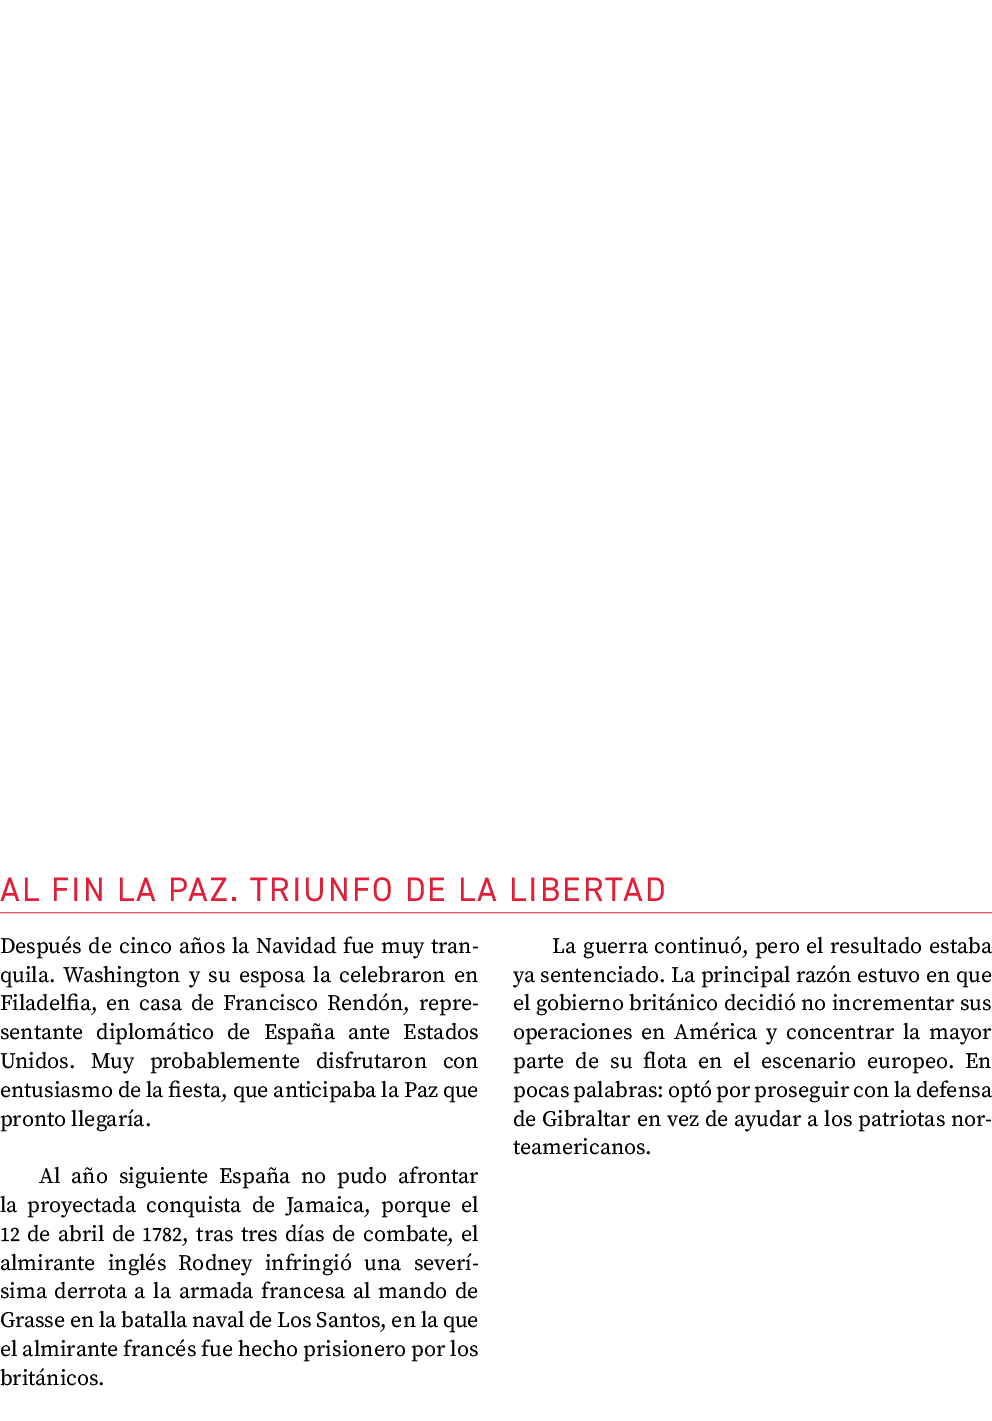 AL FIN LA PAZ. TRIUNFO DE LA LIBERTAD
Después de cinco años la Navidad fue muy tran-
quila. Washington y su esposa la celebraron en
Filadelfia, en casa de Francisco Rendón, repre-
sentante diplomático de España ante Estados
Unidos. Muy probablemente disfrutaron con
entusiasmo de la fiesta, que anticipaba la Paz que
pronto llegaría.
Al año siguiente España no pudo afrontar
la proyectada conquista de Jamaica, porque el
12 de abril de 1782, tras tres días de combate, el
almirante inglés Rodney infringió una severí-
sima derrota a la armada francesa al mando de
Grasse en la batalla naval de Los Santos, en la que
el almirante francés fue hecho prisionero por los
británicos.
La guerra continuó, pero el resultado estaba
ya sentenciado. La principal razón estuvo en que
el gobierno británico decidió no incrementar sus
operaciones en América y concentrar la mayor
parte de su flota en el escenario europeo. En
pocas palabras: optó por proseguir con la defensa
de Gibraltar en vez de ayudar a los patriotas nor-
teamericanos.